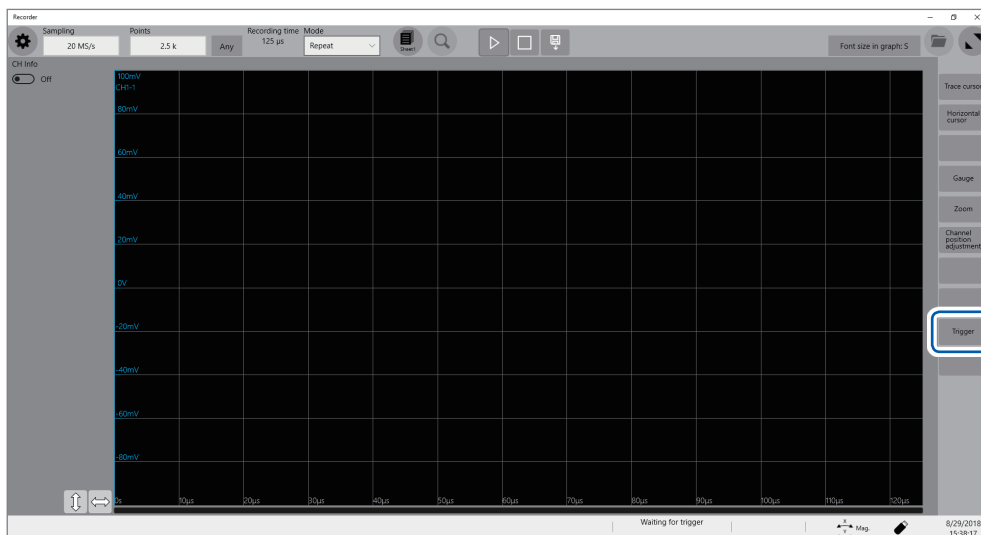 Recorder
Sampling
20 MS/s
Points
2.5 k
Any
Recording time
125 µs
Mode
Repeat
Sheet1
Font size in graph: S
CH Info
Off
100mV
CH1-1
80mV
60mV
40mV
20mV
0V
-20mV
-40mV
-60mV
-80mV
0s 10µs 20µs 30µs 40µs 50µs 60µs 70µs 80µs 90µs 100µs 110µs 120µs
Trace cursor
Horizontal
cursor
Gauge
Zoom
Channel
position
adjustment
Trigger
Waiting for trigger
X
Y
Mag.
8/29/2018
15:38:17